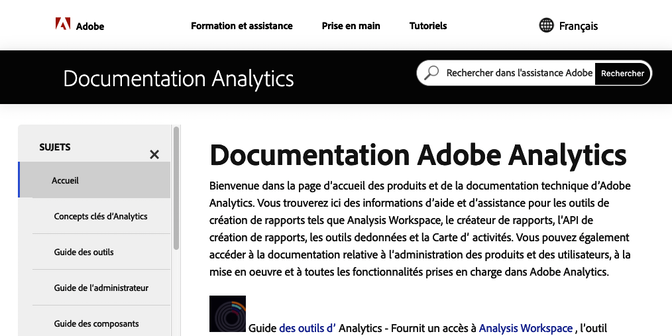 Adobe Formation et assistance Prise en main Tutoriels Français
Documentation Analytics Rechercher dans l'assistance Adobe Rechercher
SUJETS
Accueil
Concepts clés d'Analytics
Guide des outils
Guide de l'administrateur
Guide des composants
Documentation Adobe Analytics
Bienvenue dans la page d'accueil des produits et de la documentation technique d'Adobe
Analytics. Vous trouverez ici des informations d'aide et d'assistance pour les outils de
création de rapports tels que Analysis Workspace, le créateur de rapports, l'API de
création de rapports, les outils dedonnées et la Carte d' activités. Vous pouvez également
accéder à la documentation relative à l'administration des produits et des utilisateurs, à la
mise en oeuvre et à toutes les fonctionnalités prises en charge dans Adobe Analytics.
Guide des outils d' Analytics - Fournit un accès à Analysis Workspace , l'outil